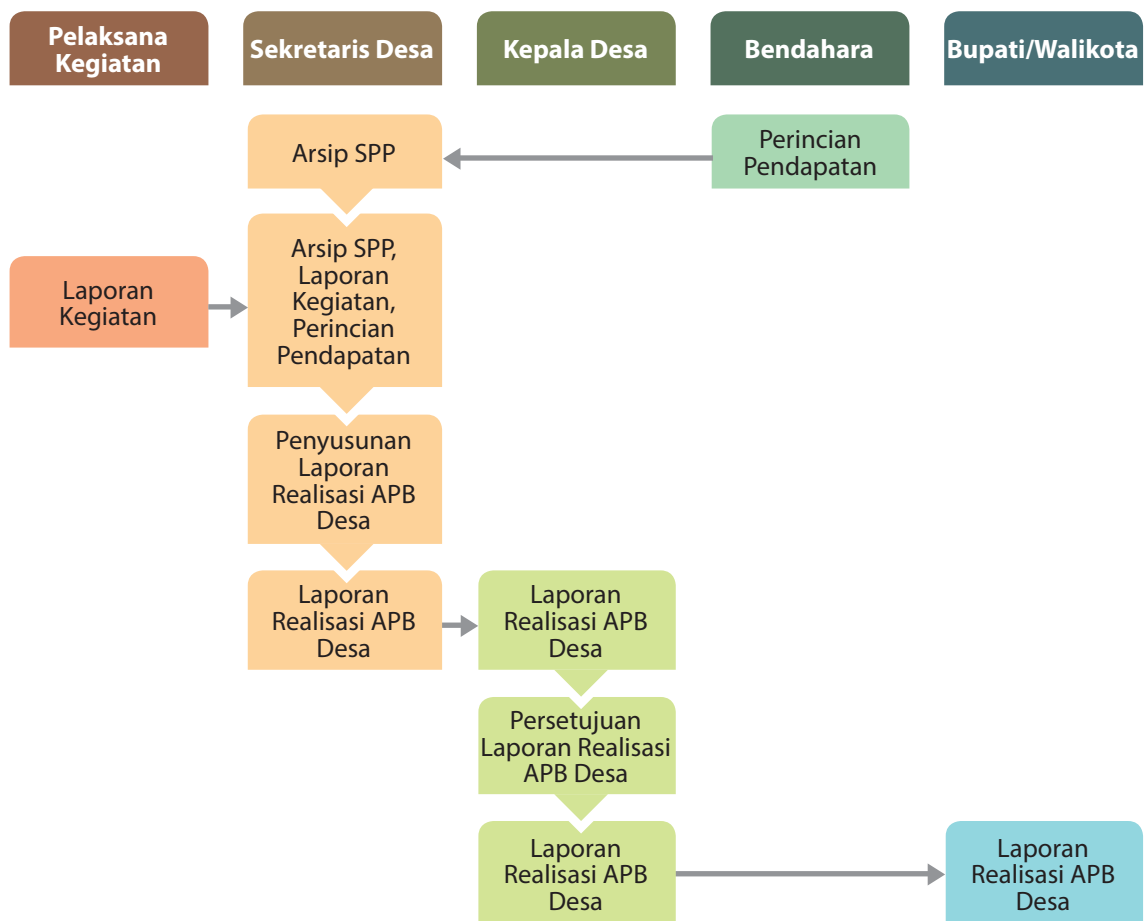 Pelaksana
Kegiatan
Sekretaris Desa
Kepala Desa
Bendahara
Bupati/Walikota
Arsip SPP
Perincian
Pendapatan
Laporan
Kegiatan
Arsip SPP,
Laporan
Kegiatan,
Perincian
Pendapatan
Penyusunan
Laporan
Realisasi APB
Desa
Laporan
Realisasi APB
Desa
Laporan
Realisasi APB
Desa
Persetujuan
Laporan Realisasi
APB Desa
Laporan
Realisasi APB
Desa
Laporan
Realisasi APB
Desa